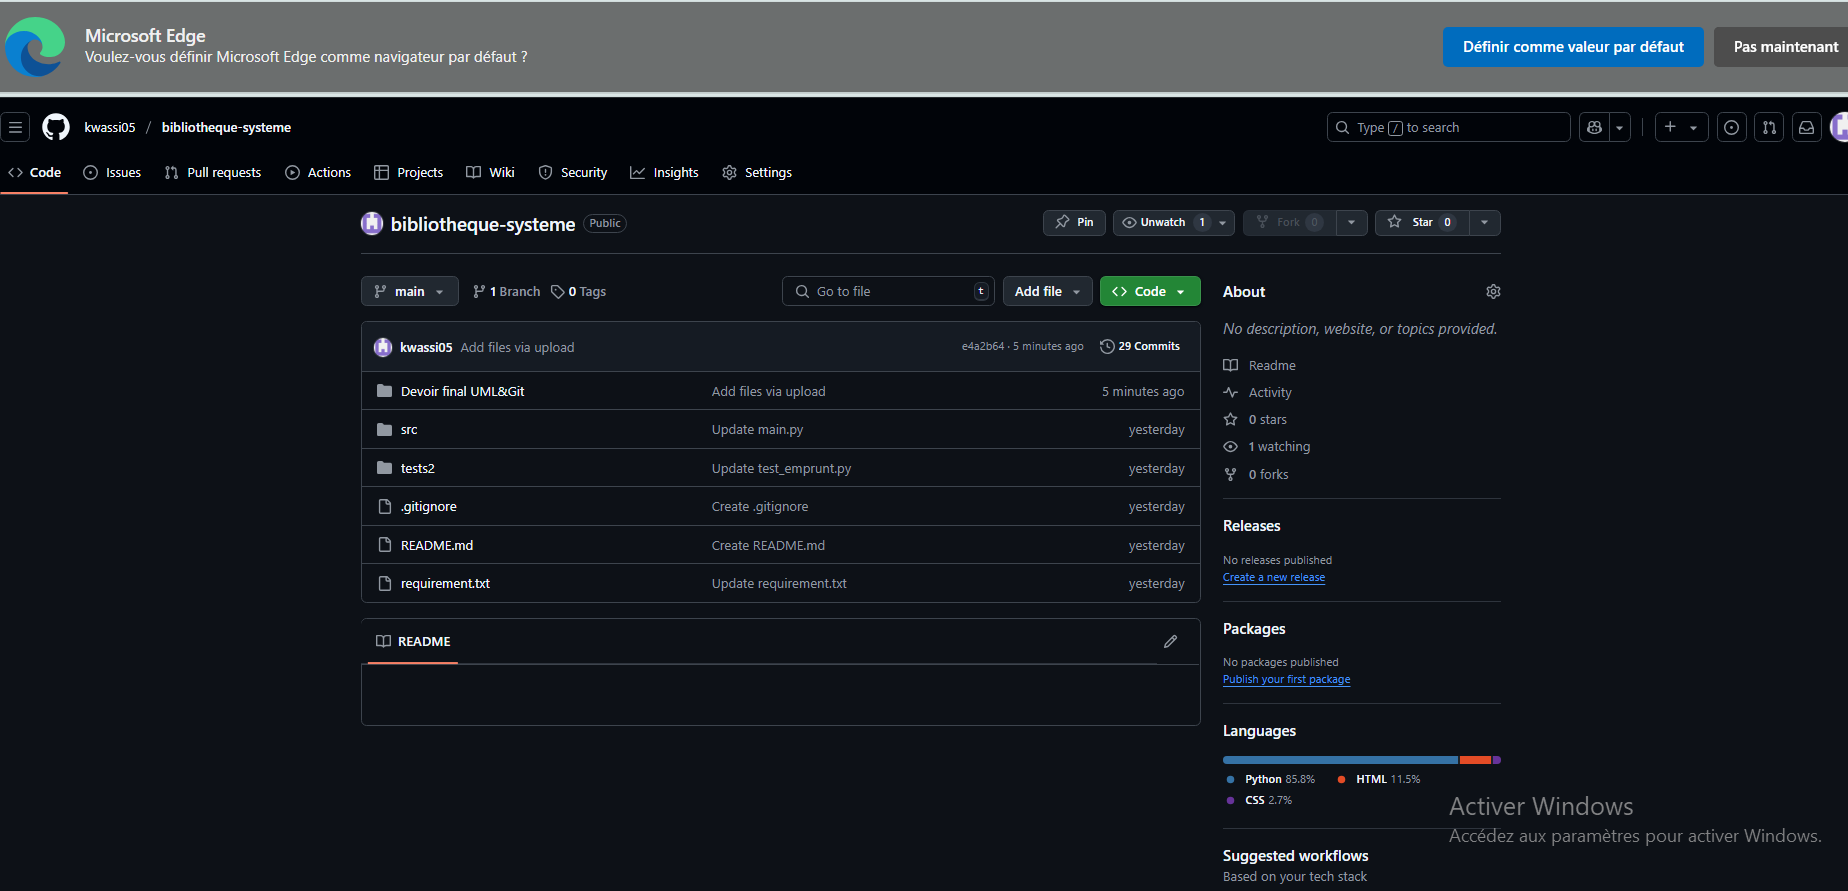 Microsoft Edge
Voulez-vous définir Microsoft Edge comme navigateur par défaut ?
Définir comme valeur par défaut
Pas maintenant
kwassi05 / bibliotheque-systeme
Type / to search
Code Issues Pull requests Actions Projects Wiki Security Insights Settings
bibliotheque-systeme Public
Pin Unwatch 1 Fork 0 Star 0
main 1 Branch 0 Tags Go to file t Add file Code
kwassi05 Add files via upload e4a2b64 · 5 minutes ago 29 Commits
Devoir final UML&Git Add files via upload 5 minutes ago
src Update main.py yesterday
tests2 Update test_emprunt.py yesterday
.gitignore Create .gitignore yesterday
README.md Create README.md yesterday
requirement.txt Update requirement.txt yesterday
README
About
No description, website, or topics provided.
Readme
Activity
0 stars
1 watching
0 forks
Releases
No releases published
Create a new release
Packages
No packages published
Publish your first package
Languages
Python 85.8% HTML 11.5%
CSS 2.7%
Activer Windows
Accédez aux paramètres pour activer Windows.
Suggested workflows
Based on your tech stack